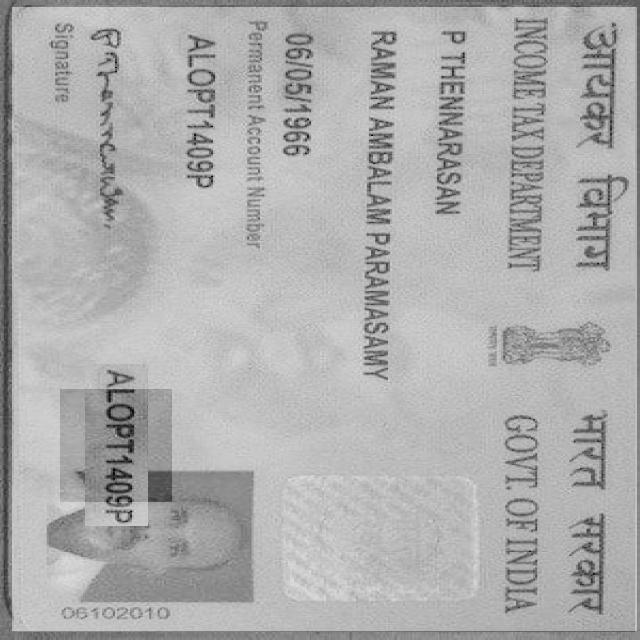 आयकर विभाग भारत सरकार
INCOME TAX DEPARTMENT GOVT. OF INDIA
P THENNARASAN
RAMAN AMBALAM PARAMASAMY
06/05/1966
Permanent Account Number
ALOPT1409P
Signature
ALOPT1409P
06102010